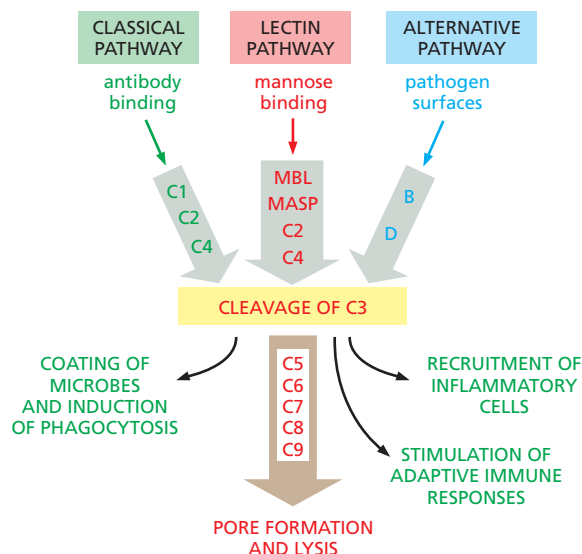 CLASSICAL
PATHWAY
LECTIN
PATHWAY
ALTERNATIVE
PATHWAY
antibody
binding
mannose
binding
pathogen
surfaces
C1
C2
C4
MBL
MASP
C2
C4
B
D
CLEAVAGE OF C3
COATING OF
MICROBES
AND INDUCTION
OF PHAGOCYTOSIS
C5
C6
C7
C8
C9
RECRUITMENT OF
INFLAMMATORY
CELLS
STIMULATION OF
ADAPTIVE IMMUNE
RESPONSES
PORE FORMATION
AND LYSIS